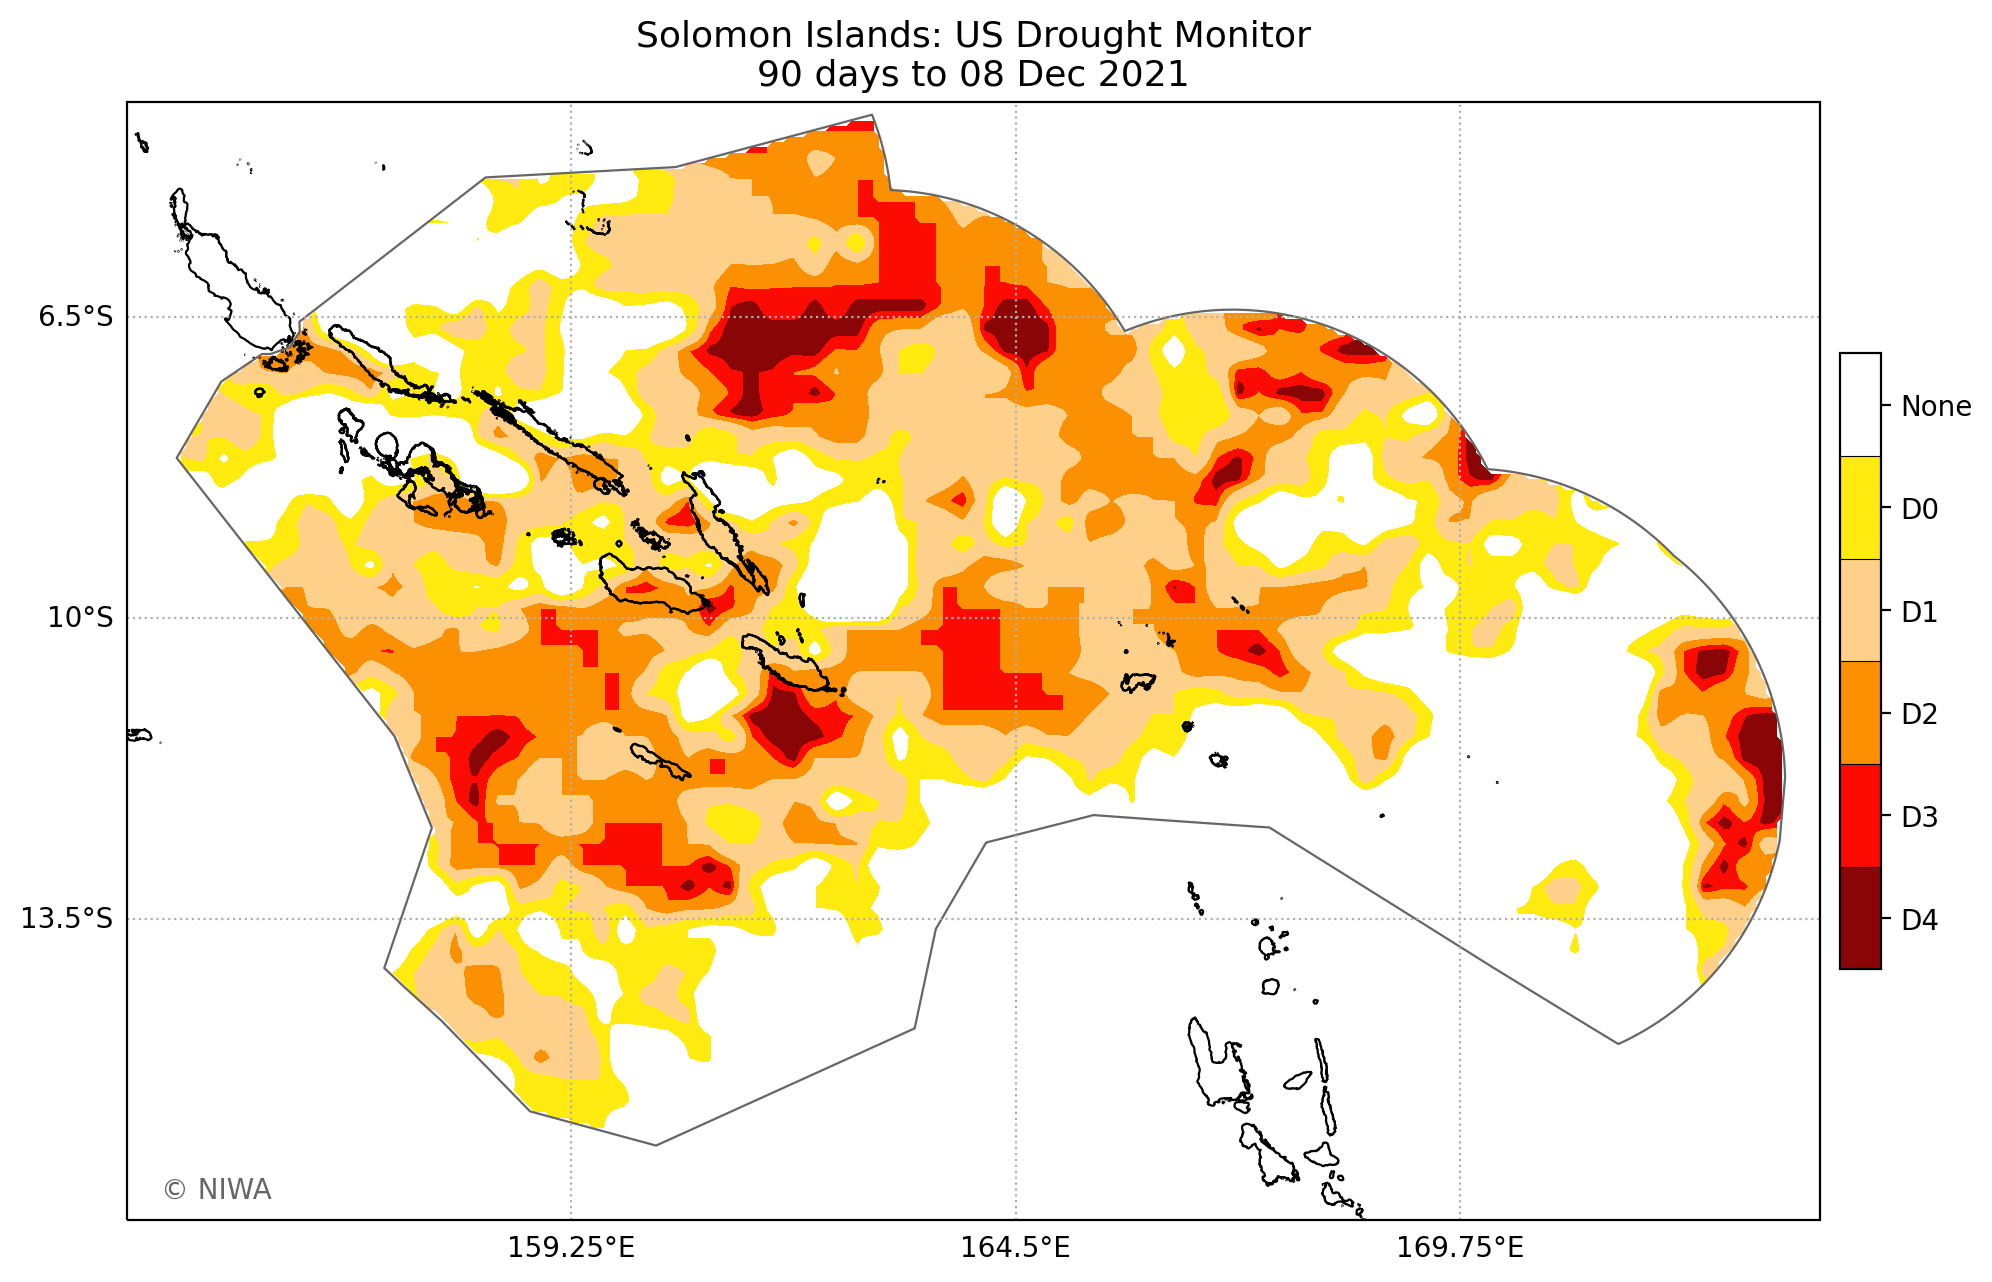 Solomon Islands: US Drought Monitor
90 days to 08 Dec 2021
6.5°S
10°S
13.5°S
159.25°E
164.5°E
169.75°E
None
D0
D1
D2
D3
D4
© NIWA